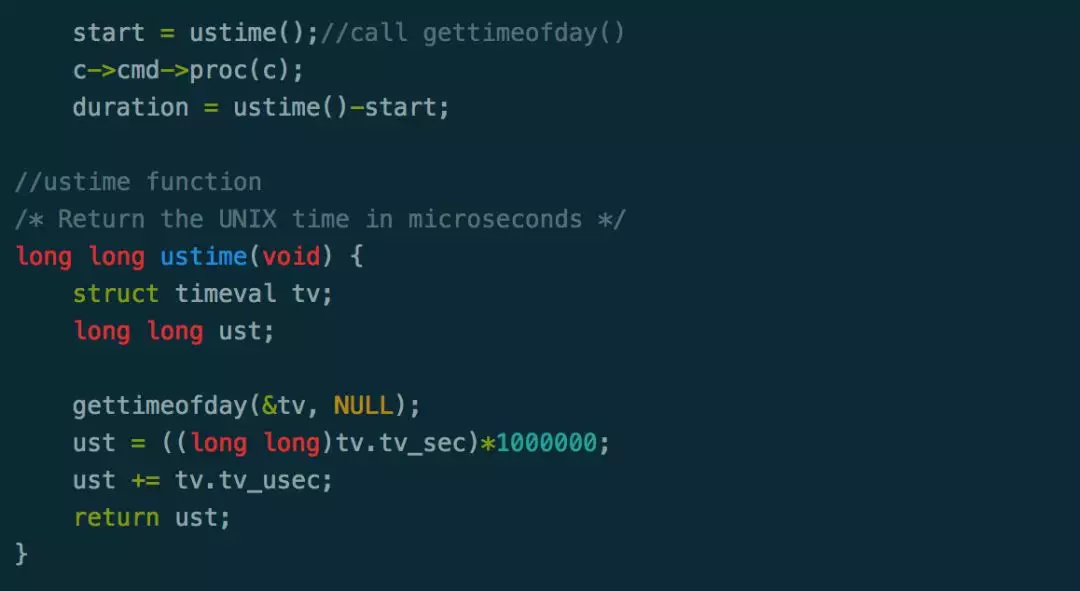 start = ustime();//call gettimeofday()
c->cmd->proc(c);
duration = ustime()-start;
//ustime function
/* Return the UNIX time in microseconds */
long long ustime(void) {
struct timeval tv;
long long ust;
gettimeofday(&tv, NULL);
ust = ((long long)tv.tv_sec)*1000000;
ust += tv.tv_usec;
return ust;
}